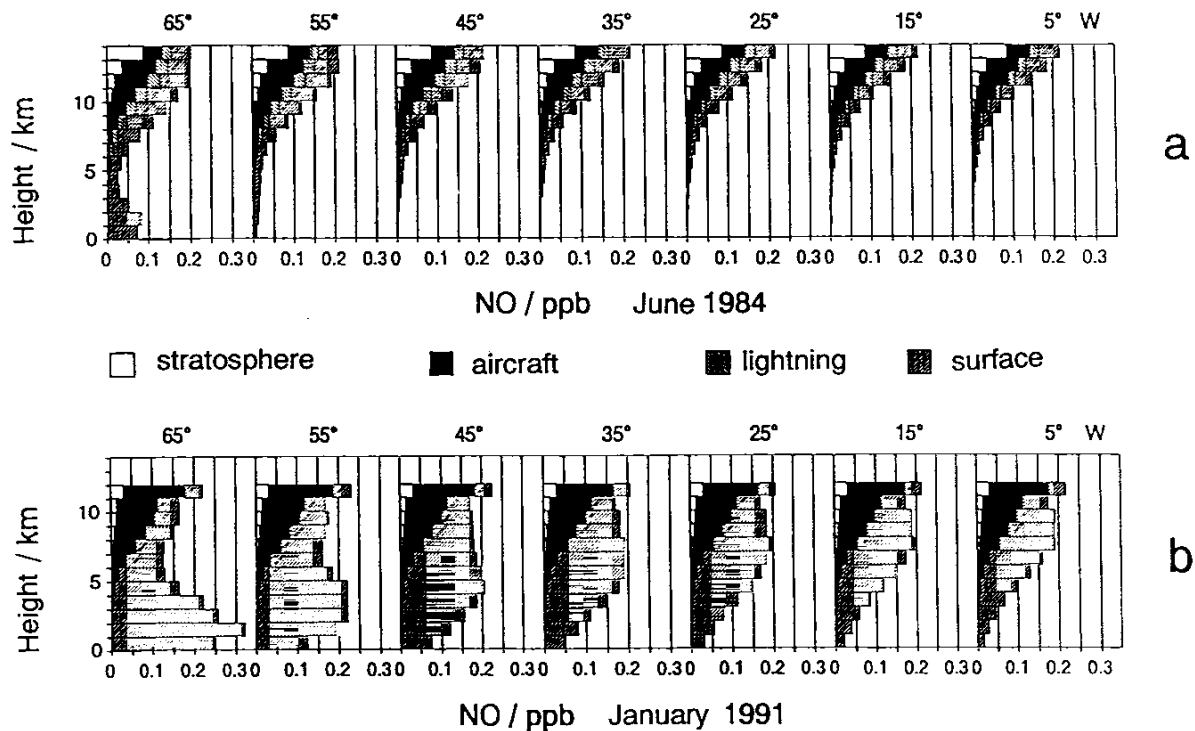 65° 55° 45° 35° 25° 15° 5° W
10
5
0
Height / km
a
0 0.1 0.2 0.3 0 0.1 0.2 0.3 0 0.1 0.2 0.3 0 0.1 0.2 0.3 0 0.1 0.2 0.3 0 0.1 0.2 0.3 0 0.1 0.2 0.3
NO / ppb June 1984
stratosphere aircraft lightning surface
65° 55° 45° 35° 25° 15° 5° W
10
5
0
Height / km
b
0 0.1 0.2 0.3 0 0.1 0.2 0.3 0 0.1 0.2 0.3 0 0.1 0.2 0.3 0 0.1 0.2 0.3 0 0.1 0.2 0.3 0 0.1 0.2 0.3
NO / ppb January 1991